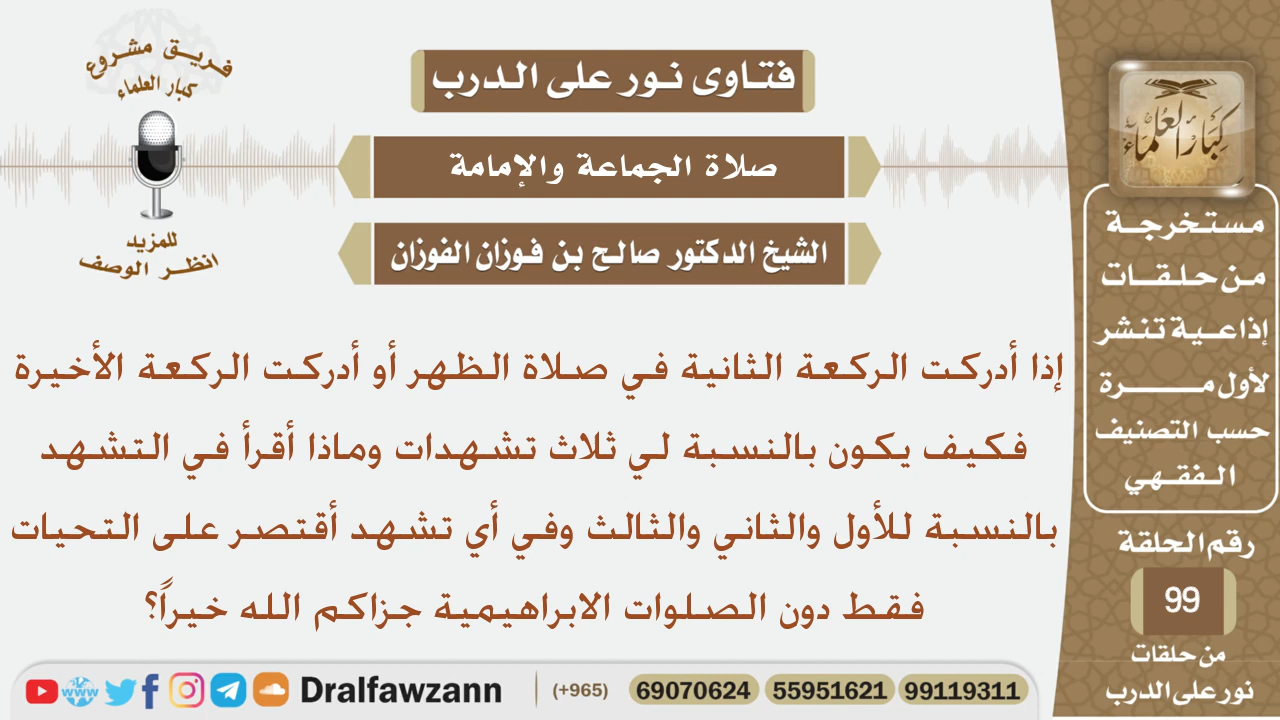 فريق مشروع
كبار العلماء
للمزيد
انظر الوصف
فتاوى نور على الدرب
صلاة الجماعة والإمامة
الشيخ الدكتور صالح بن فوزان الفوزان
إذا أدركت الركعة الثانية في صلاة الظهر أو أدركت الركعة الأخيرة
فكيف يكون بالنسبة لي ثلاث تشهدات وماذا أقرأ في التشهد
بالنسبة للأول والثاني والثالث وفي أي تشهد أقتصر على التحيات
فقط دون الصلوات الابراهيمية جزاكم الله خيراً؟
كبار العلماء
مستخرجة
من حلقات
إذاعية تنشر
لأول مرة
حسب التصنيف
الفقهي
رقم الحلقة
99
من حلقات
نور على الدرب
www
Dralfawzann
(+965) 69070624 55951621 99119311